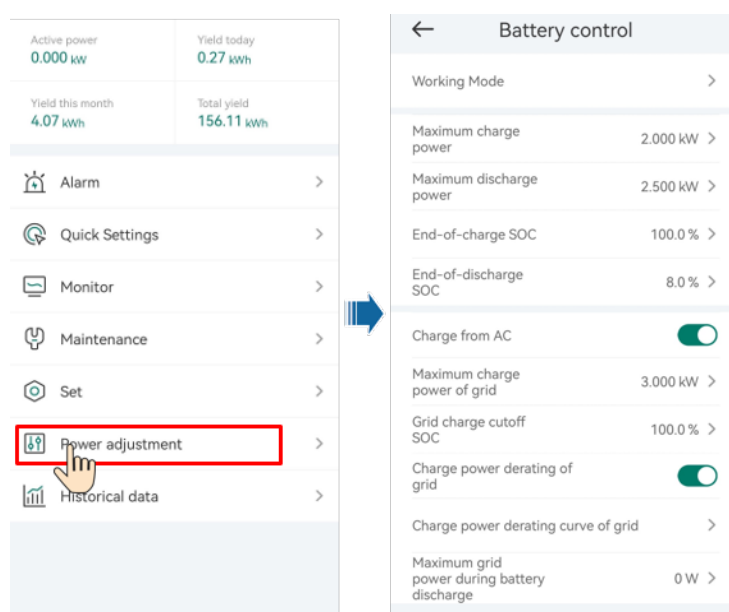 Active power
0.000 kW
Yield today
0.27 kWh
Yield this month
4.07 kWh
Total yield
156.11 kWh
Alarm
Quick Settings
Monitor
Maintenance
Set
Power adjustment
Historical data
Battery control
Working Mode
Maximum charge
power
2.000 kW
Maximum discharge
power
2.500 kW
End-of-charge SOC
100.0 %
End-of-discharge
SOC
8.0 %
Charge from AC
Maximum charge
power of grid
3.000 kW
Grid charge cutoff
SOC
100.0 %
Charge power derating of
grid
Charge power derating curve of grid
Maximum grid
power during battery
discharge
0 W